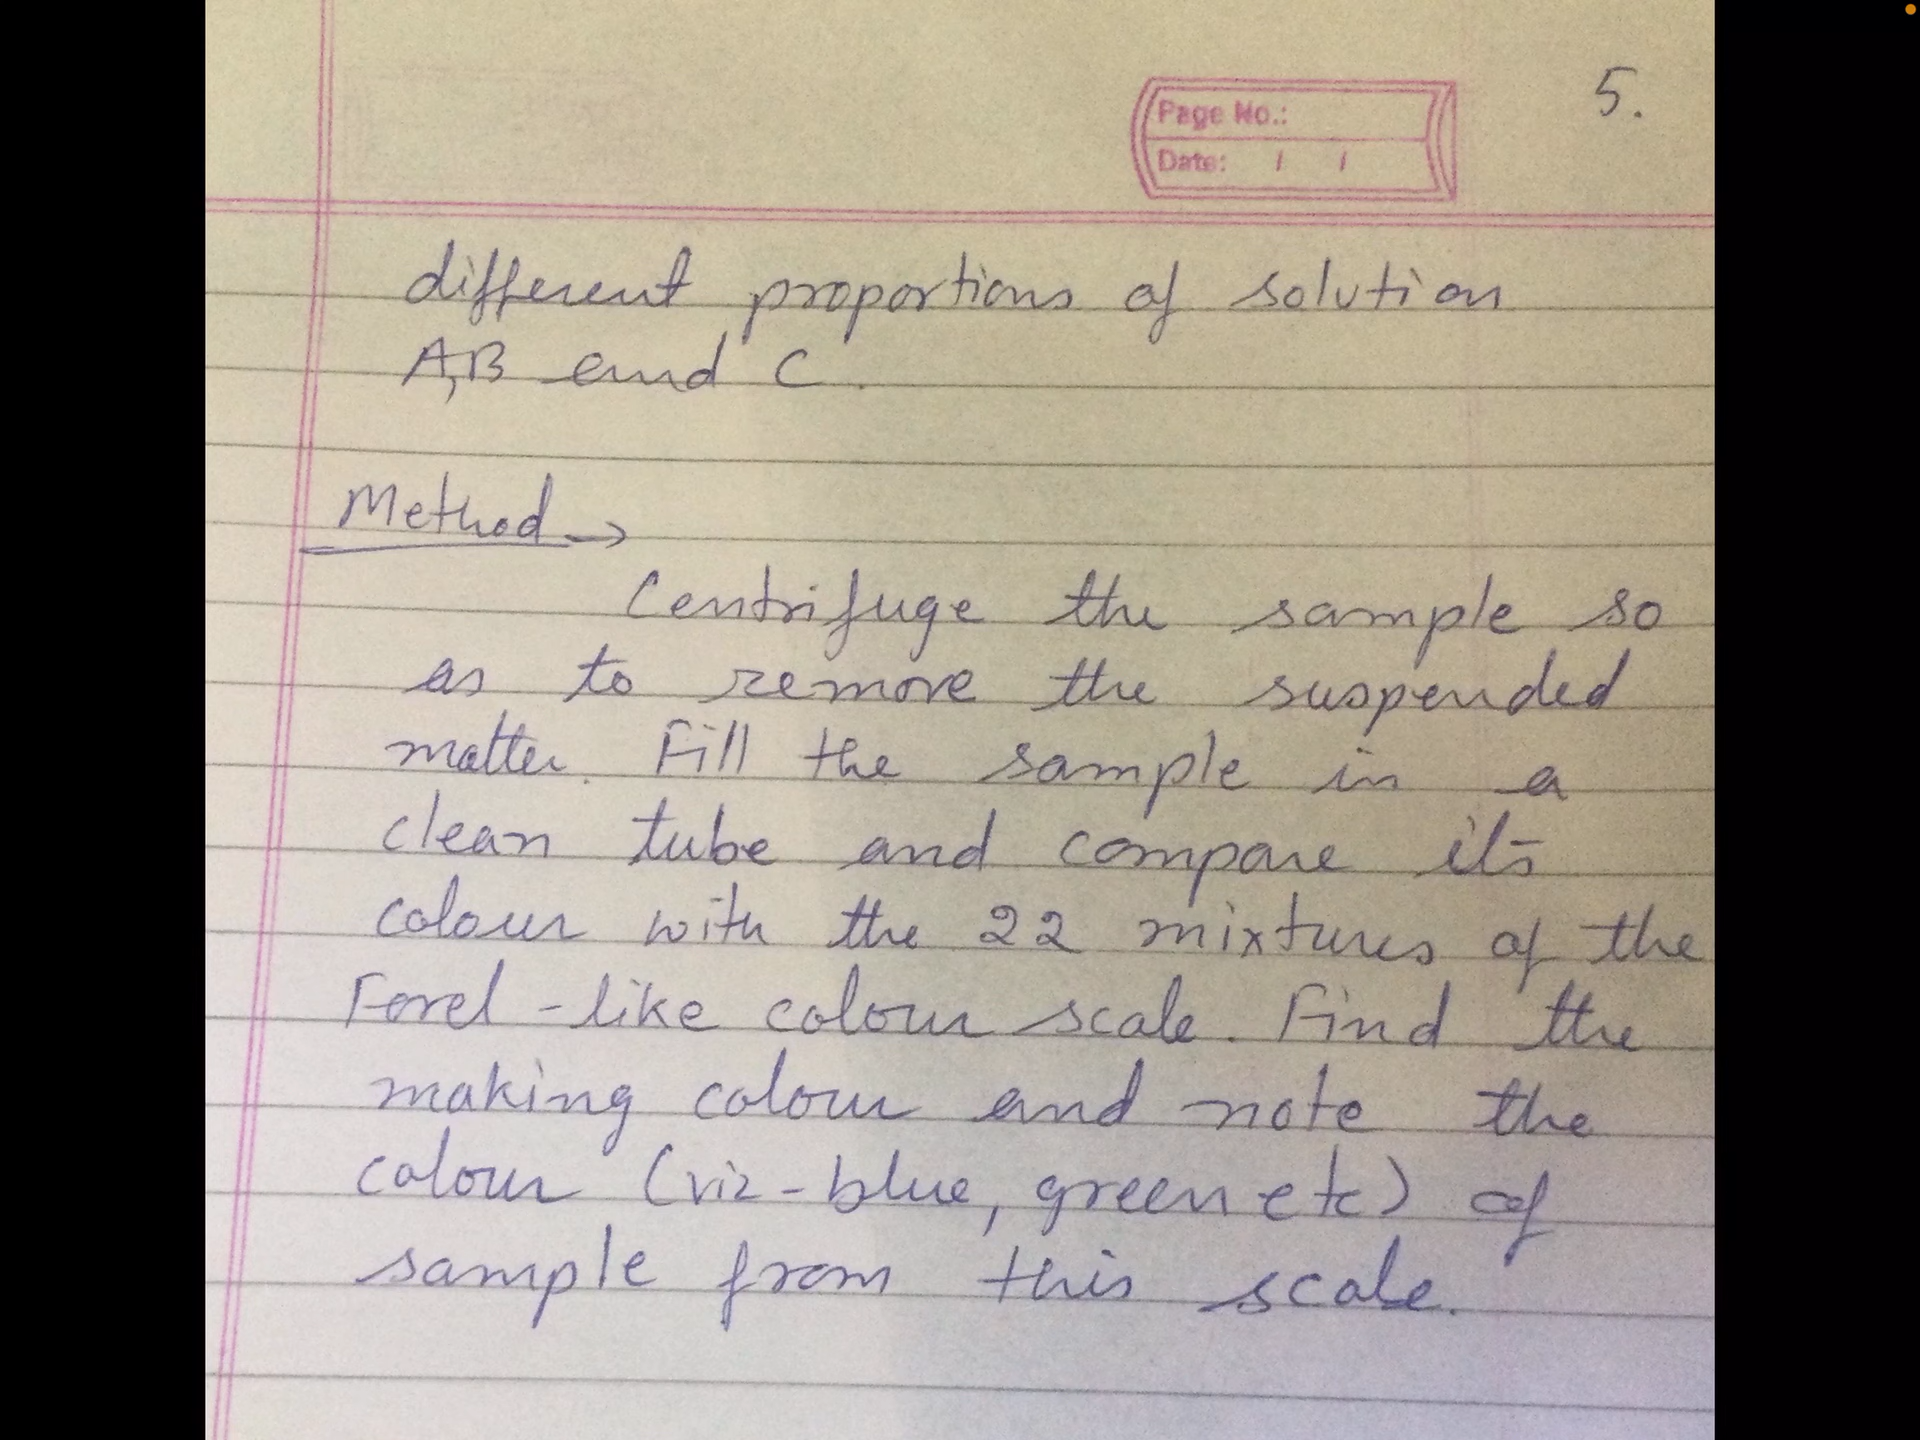 5.
Page No.:
Date: / /
different proportions of solution
A,B and C.
Method →
Centrifuge the sample so
as to remove the suspended
matter. Fill the sample in a
clean tube and compare its
colour with the 22 mixtures of the
Forel-like colour scale. Find the
making colour and note the
colour (viz-blue, green etc) of
sample from this scale.